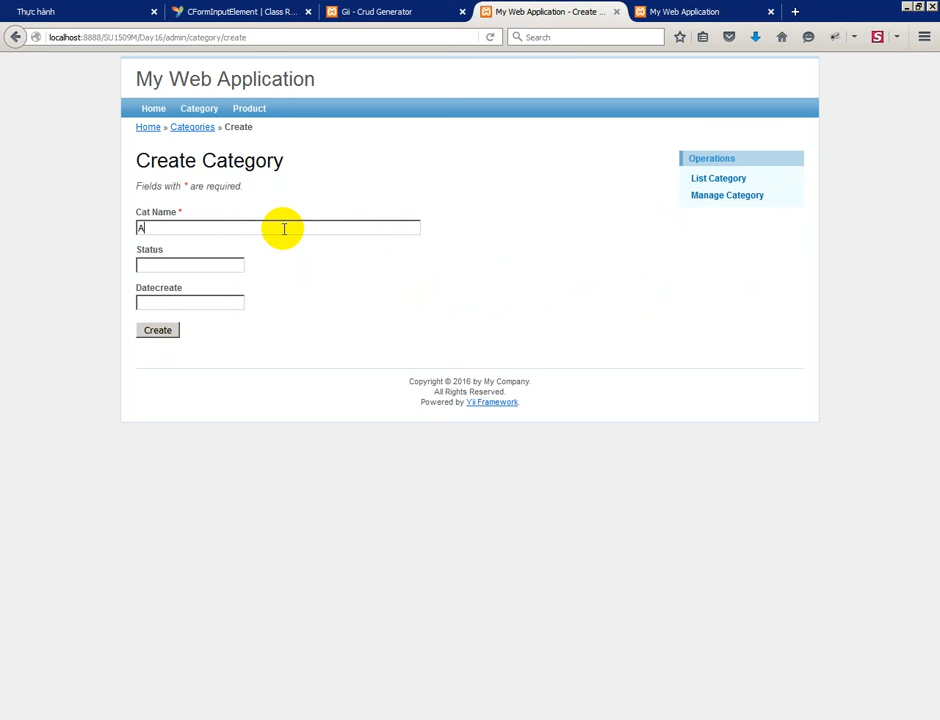 Thực hành
CFormInputElement | Class R...
Gii - Crud Generator
My Web Application - Create ...
My Web Application
localhost:8888/SU1509M/Day16/admin/category/create
Search
My Web Application
Home Category Product
Home » Categories » Create
Create Category
Fields with * are required.
Cat Name *
A
Status
Datecreate
Create
Operations
List Category
Manage Category
Copyright © 2016 by My Company.
All Rights Reserved.
Powered by Yii Framework.